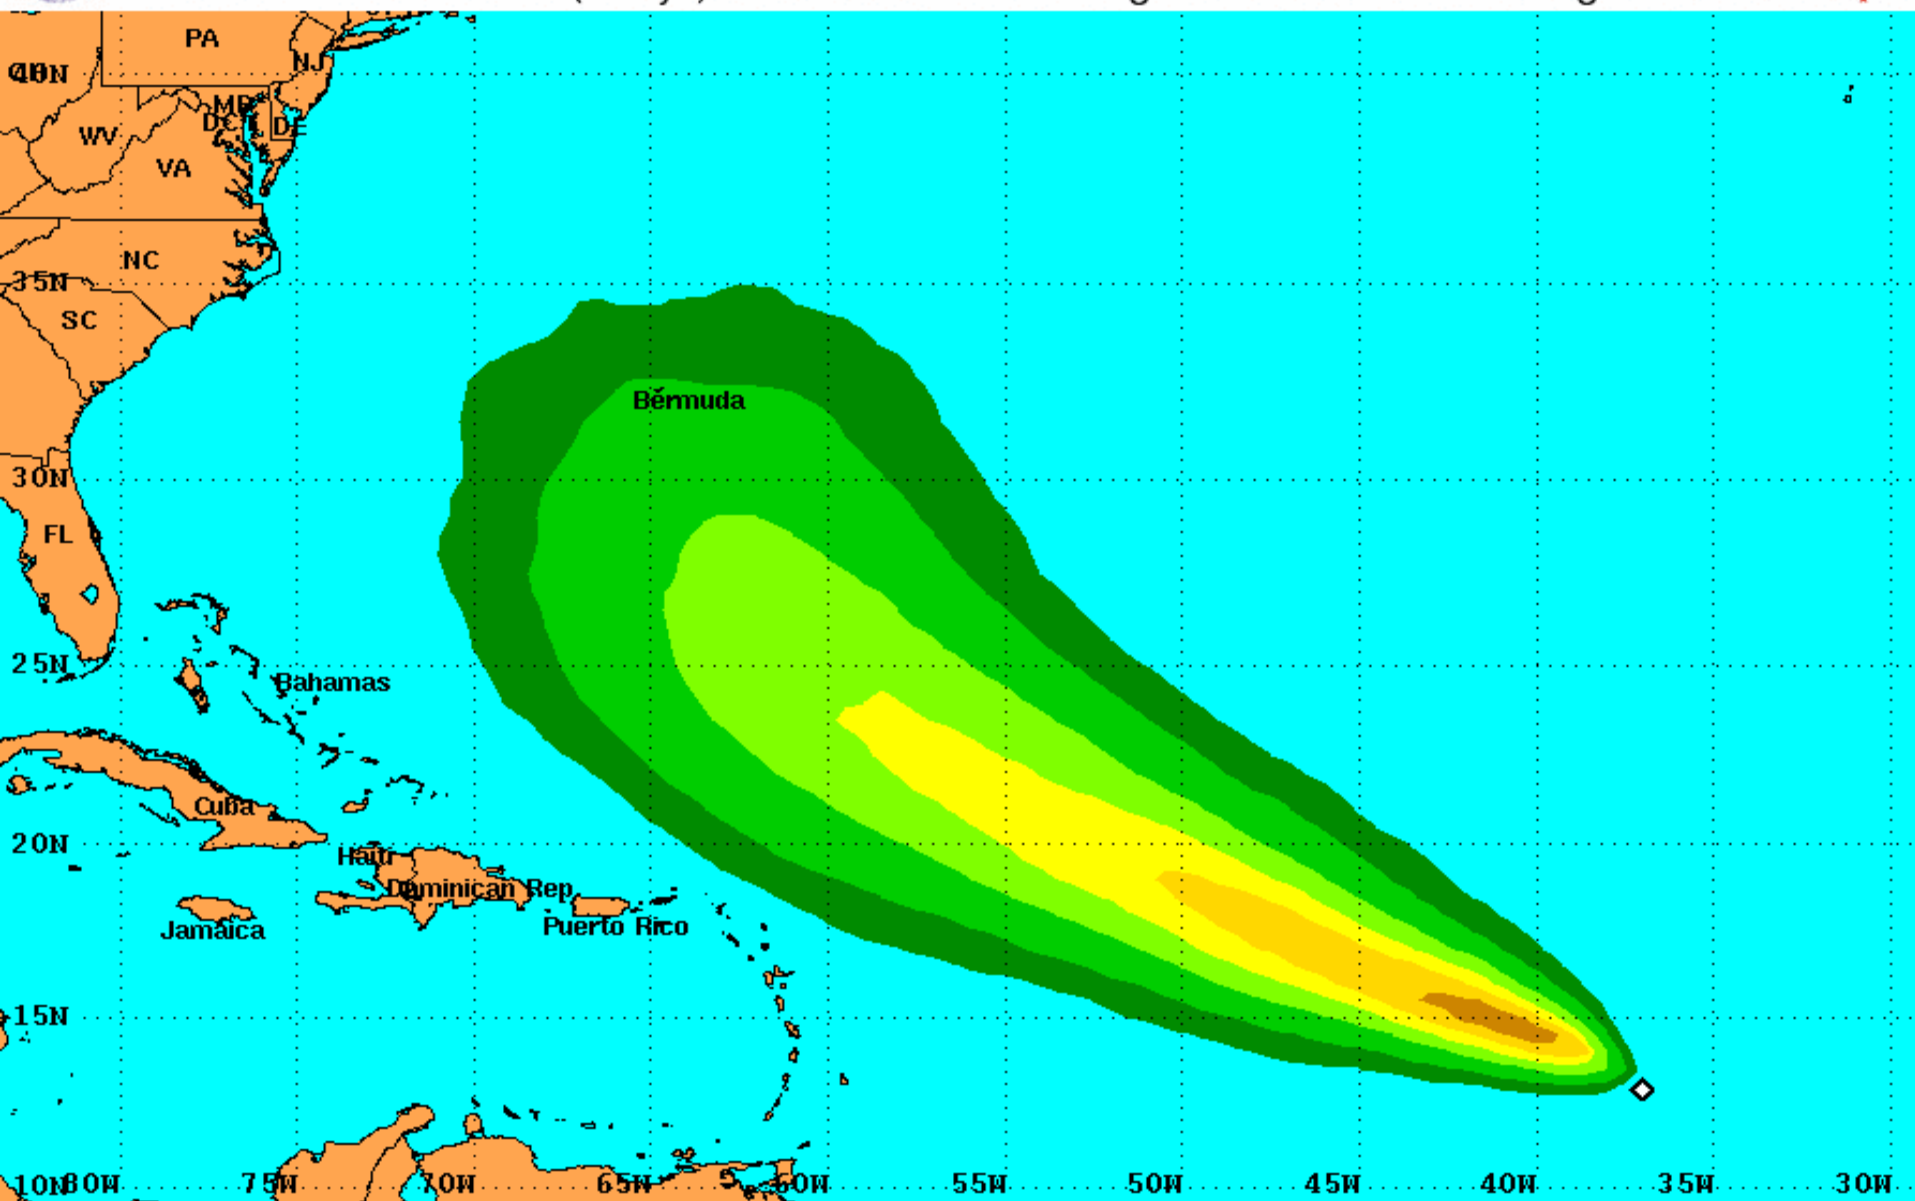 PA
NJ
40N
MD
DC
DE
WV
VA
NC
35N
SC
Bermuda
30N
FL
25N
Bahamas
Cuba
20N
Haiti
Dominican Rep
Puerto Rico
Jamaica
15N
10N 80W 75W 70W 65W 60W 55W 50W 45W 40W 35W 30W